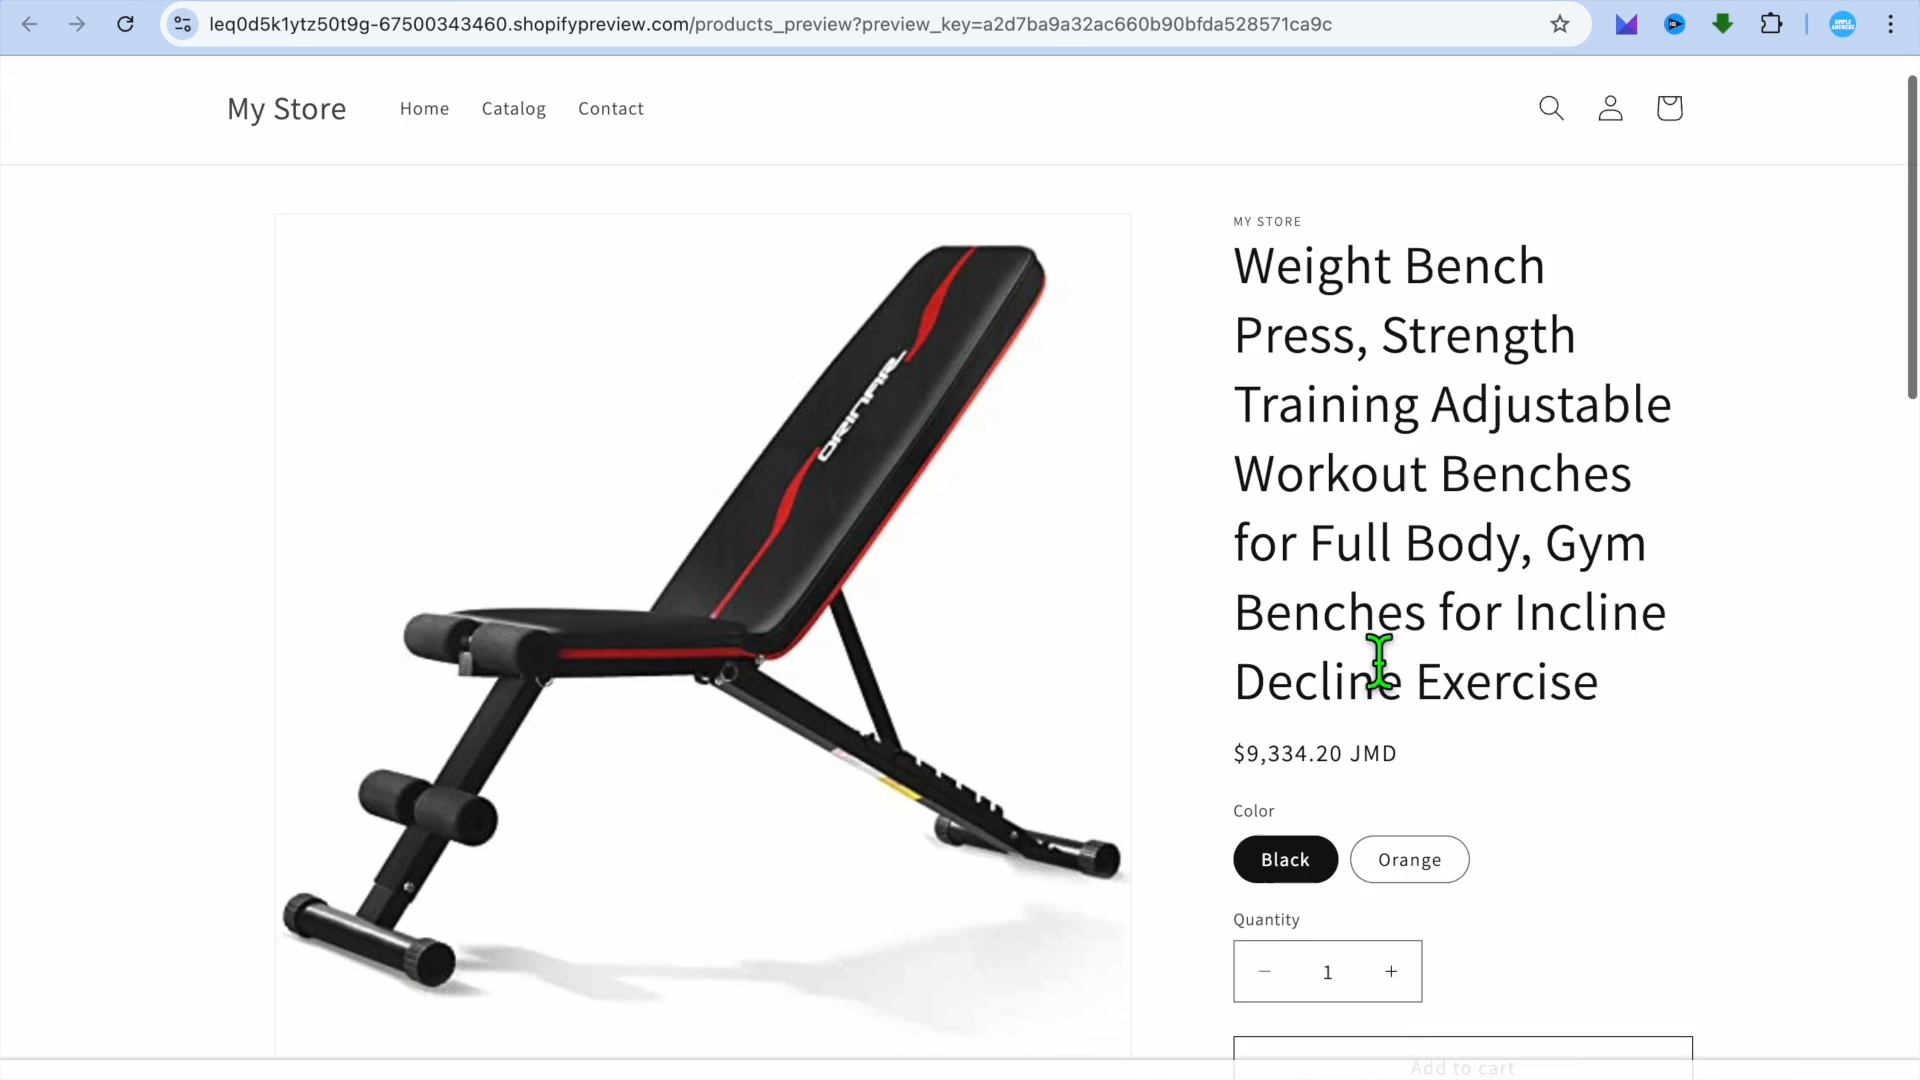 leq0d5k1ytz50t9g-67500343460.shopifypreview.com/products_preview?preview_key=a2d7ba9a32ac660b90bfda528571ca9c
My Store
Home
Catalog
Contact
MY STORE
Weight Bench
Press, Strength
Training Adjustable
Workout Benches
for Full Body, Gym
Benches for Incline
Decline Exercise
$9,334.20 JMD
Color
Black
Orange
Quantity
1
Add to cart
ORINAR